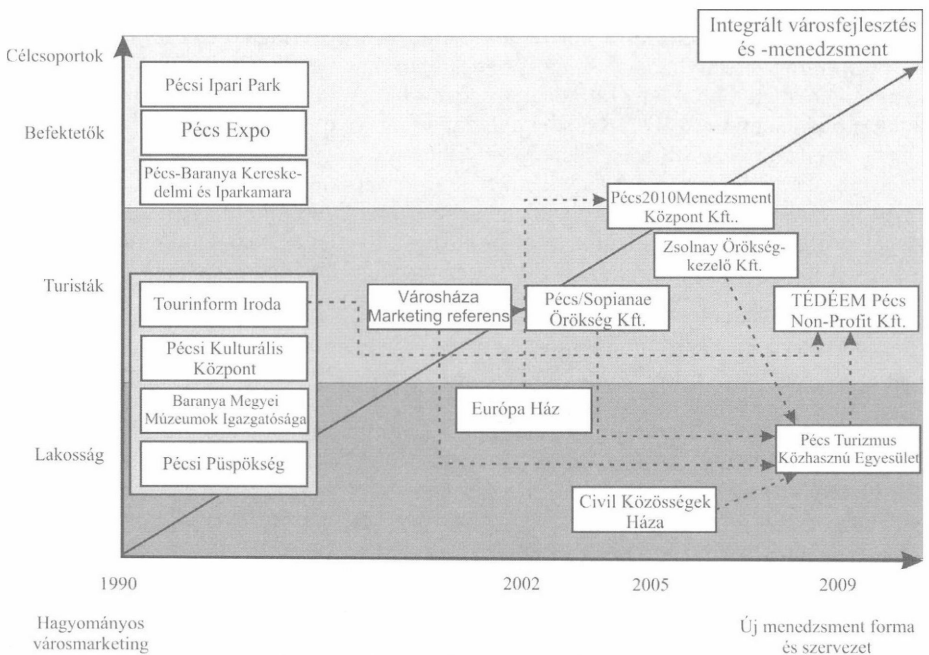 Integrált városfejlesztés
és -menedzsment
Célcsoportok
Pécsi Ipari Park
Befektetők
Pécs Expo
Pécs-Baranya Kereske-
delmi és Iparkamara
Pécs2010Menedzsment
Központ Kft..
Zsolnay Örökség-
kezelő Kft.
Turisták
Tourinform Iroda
Városháza
Marketing referens
Pécs/Sopianae
Örökség Kft.
TÉDÉEM Pécs
Non-Profit Kft.
Pécsi Kulturális
Központ
Baranya Megyei
Múzeumok Igazgatósága
Európa Ház
Lakosság
Pécsi Püspökség
Pécs Turizmus
Közhasznú Egyesület
Civil Közösségek
Háza
1990
2002
2005
2009
Hagyományos
városmarketing
Új menedzsment forma
és szervezet